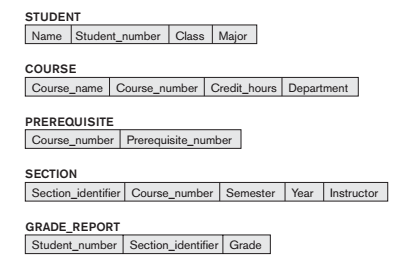 STUDENT
Name Student_number Class Major
COURSE
Course_name Course_number Credit_hours Department
PREREQUISITE
Course_number Prerequisite_number
SECTION
Section_identifier Course_number Semester Year Instructor
GRADE_REPORT
Student_number Section_identifier Grade